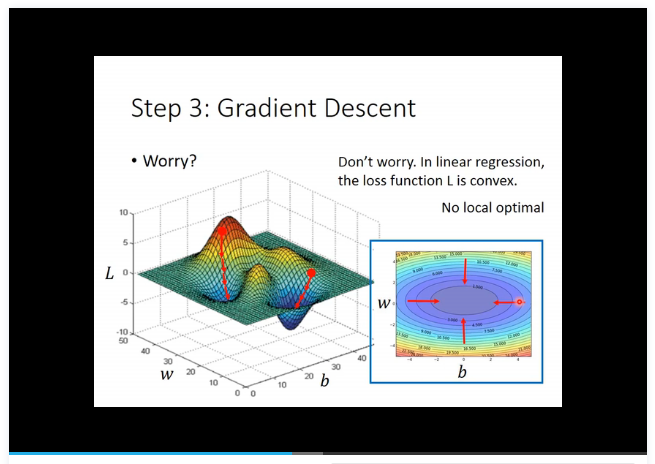 Step 3: Gradient Descent
• Worry?
Don't worry. In linear regression,
the loss function L is convex.
No local optimal
10
5
L 0
-5
-10
50
40
30
20
10
0
w
0
10
20
30
40
b
w
b